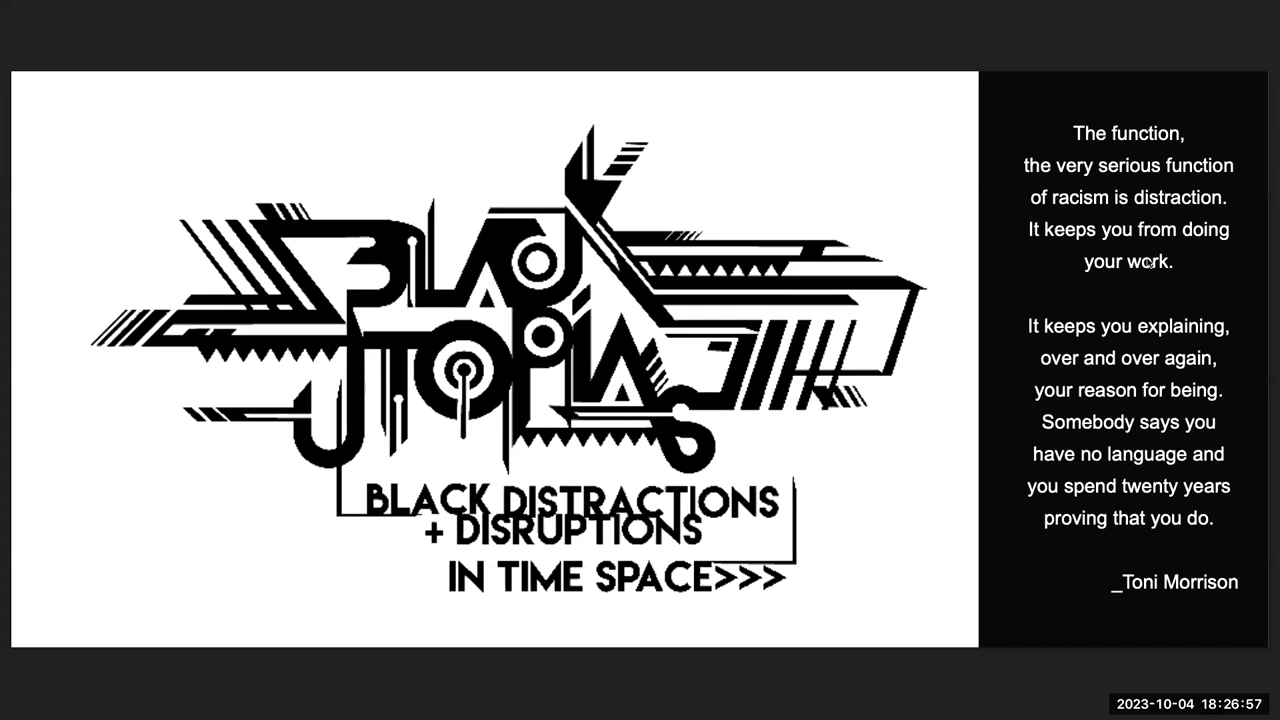 BLACK
UTOPIAS
BLACK DISTRACTIONS
+ DISRUPTIONS
IN TIME SPACE>>>
The function,
the very serious function
of racism is distraction.
It keeps you from doing
your work.
It keeps you explaining,
over and over again,
your reason for being.
Somebody says you
have no language and
you spend twenty years
proving that you do.
_Toni Morrison
2023-10-04 18:26:57